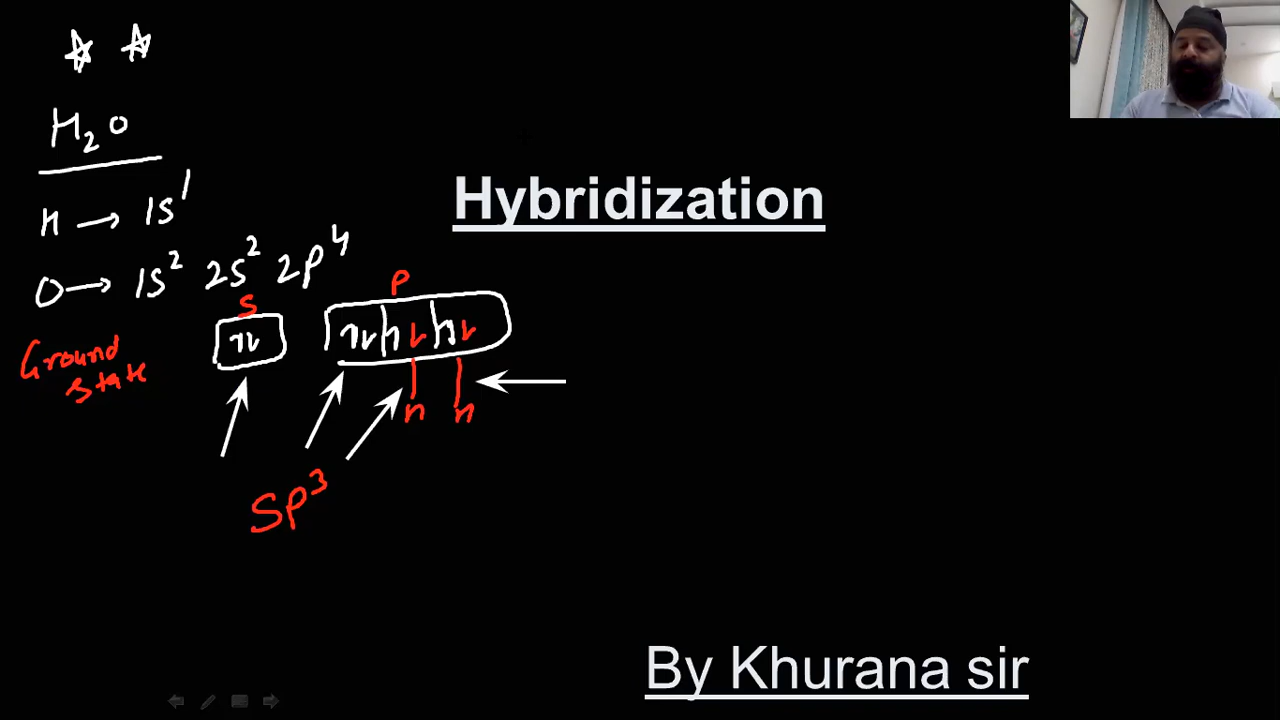 H₂O
Hybridization
H → 1s¹
O → 1s² 2s² 2p⁴
S P
Ground
state
H H
SP³
By Khurana sir